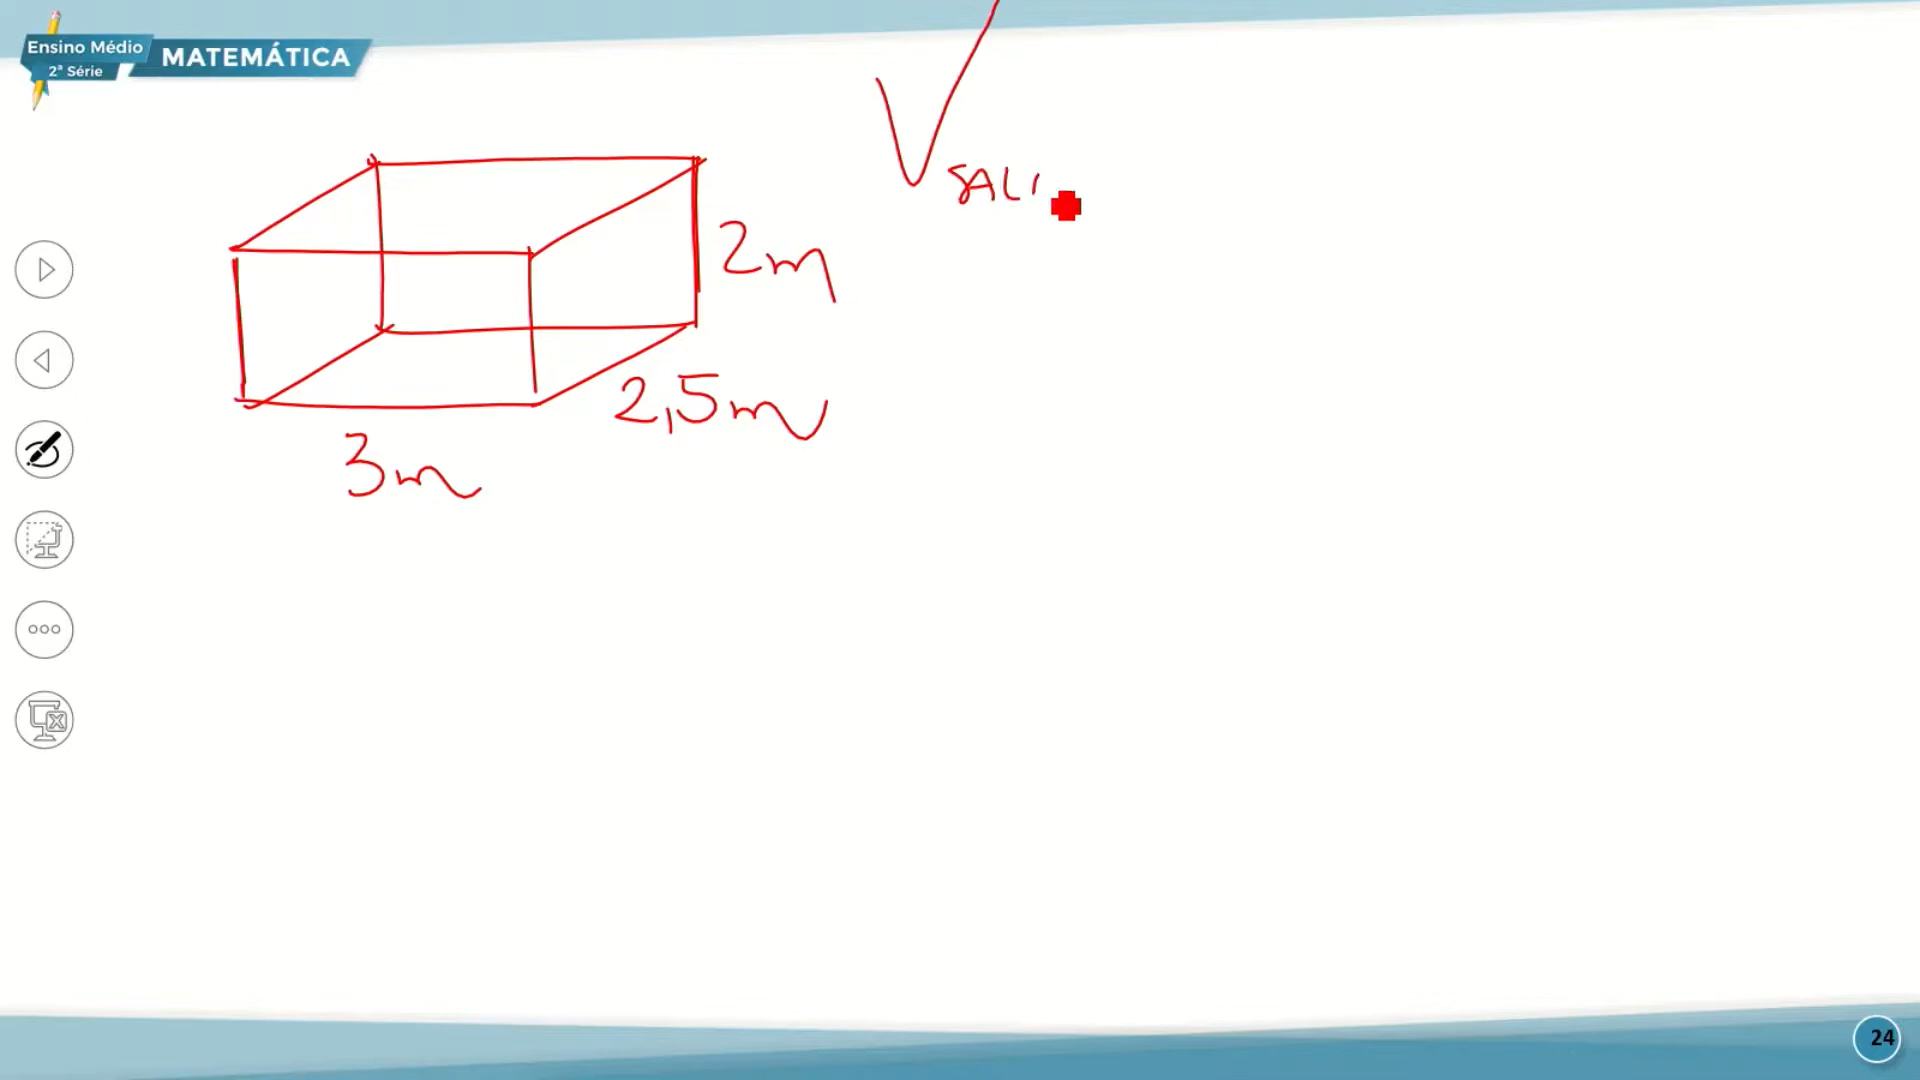 Ensino Médio
2ª Série
MATEMÁTICA
V SALI
2m
2,5m
3m
24